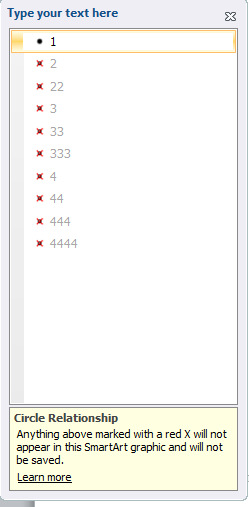 Type your text here
1
2
22
3
33
333
4
44
444
4444
Circle Relationship
Anything above marked with a red X will not
appear in this SmartArt graphic and will not
be saved.
Learn more